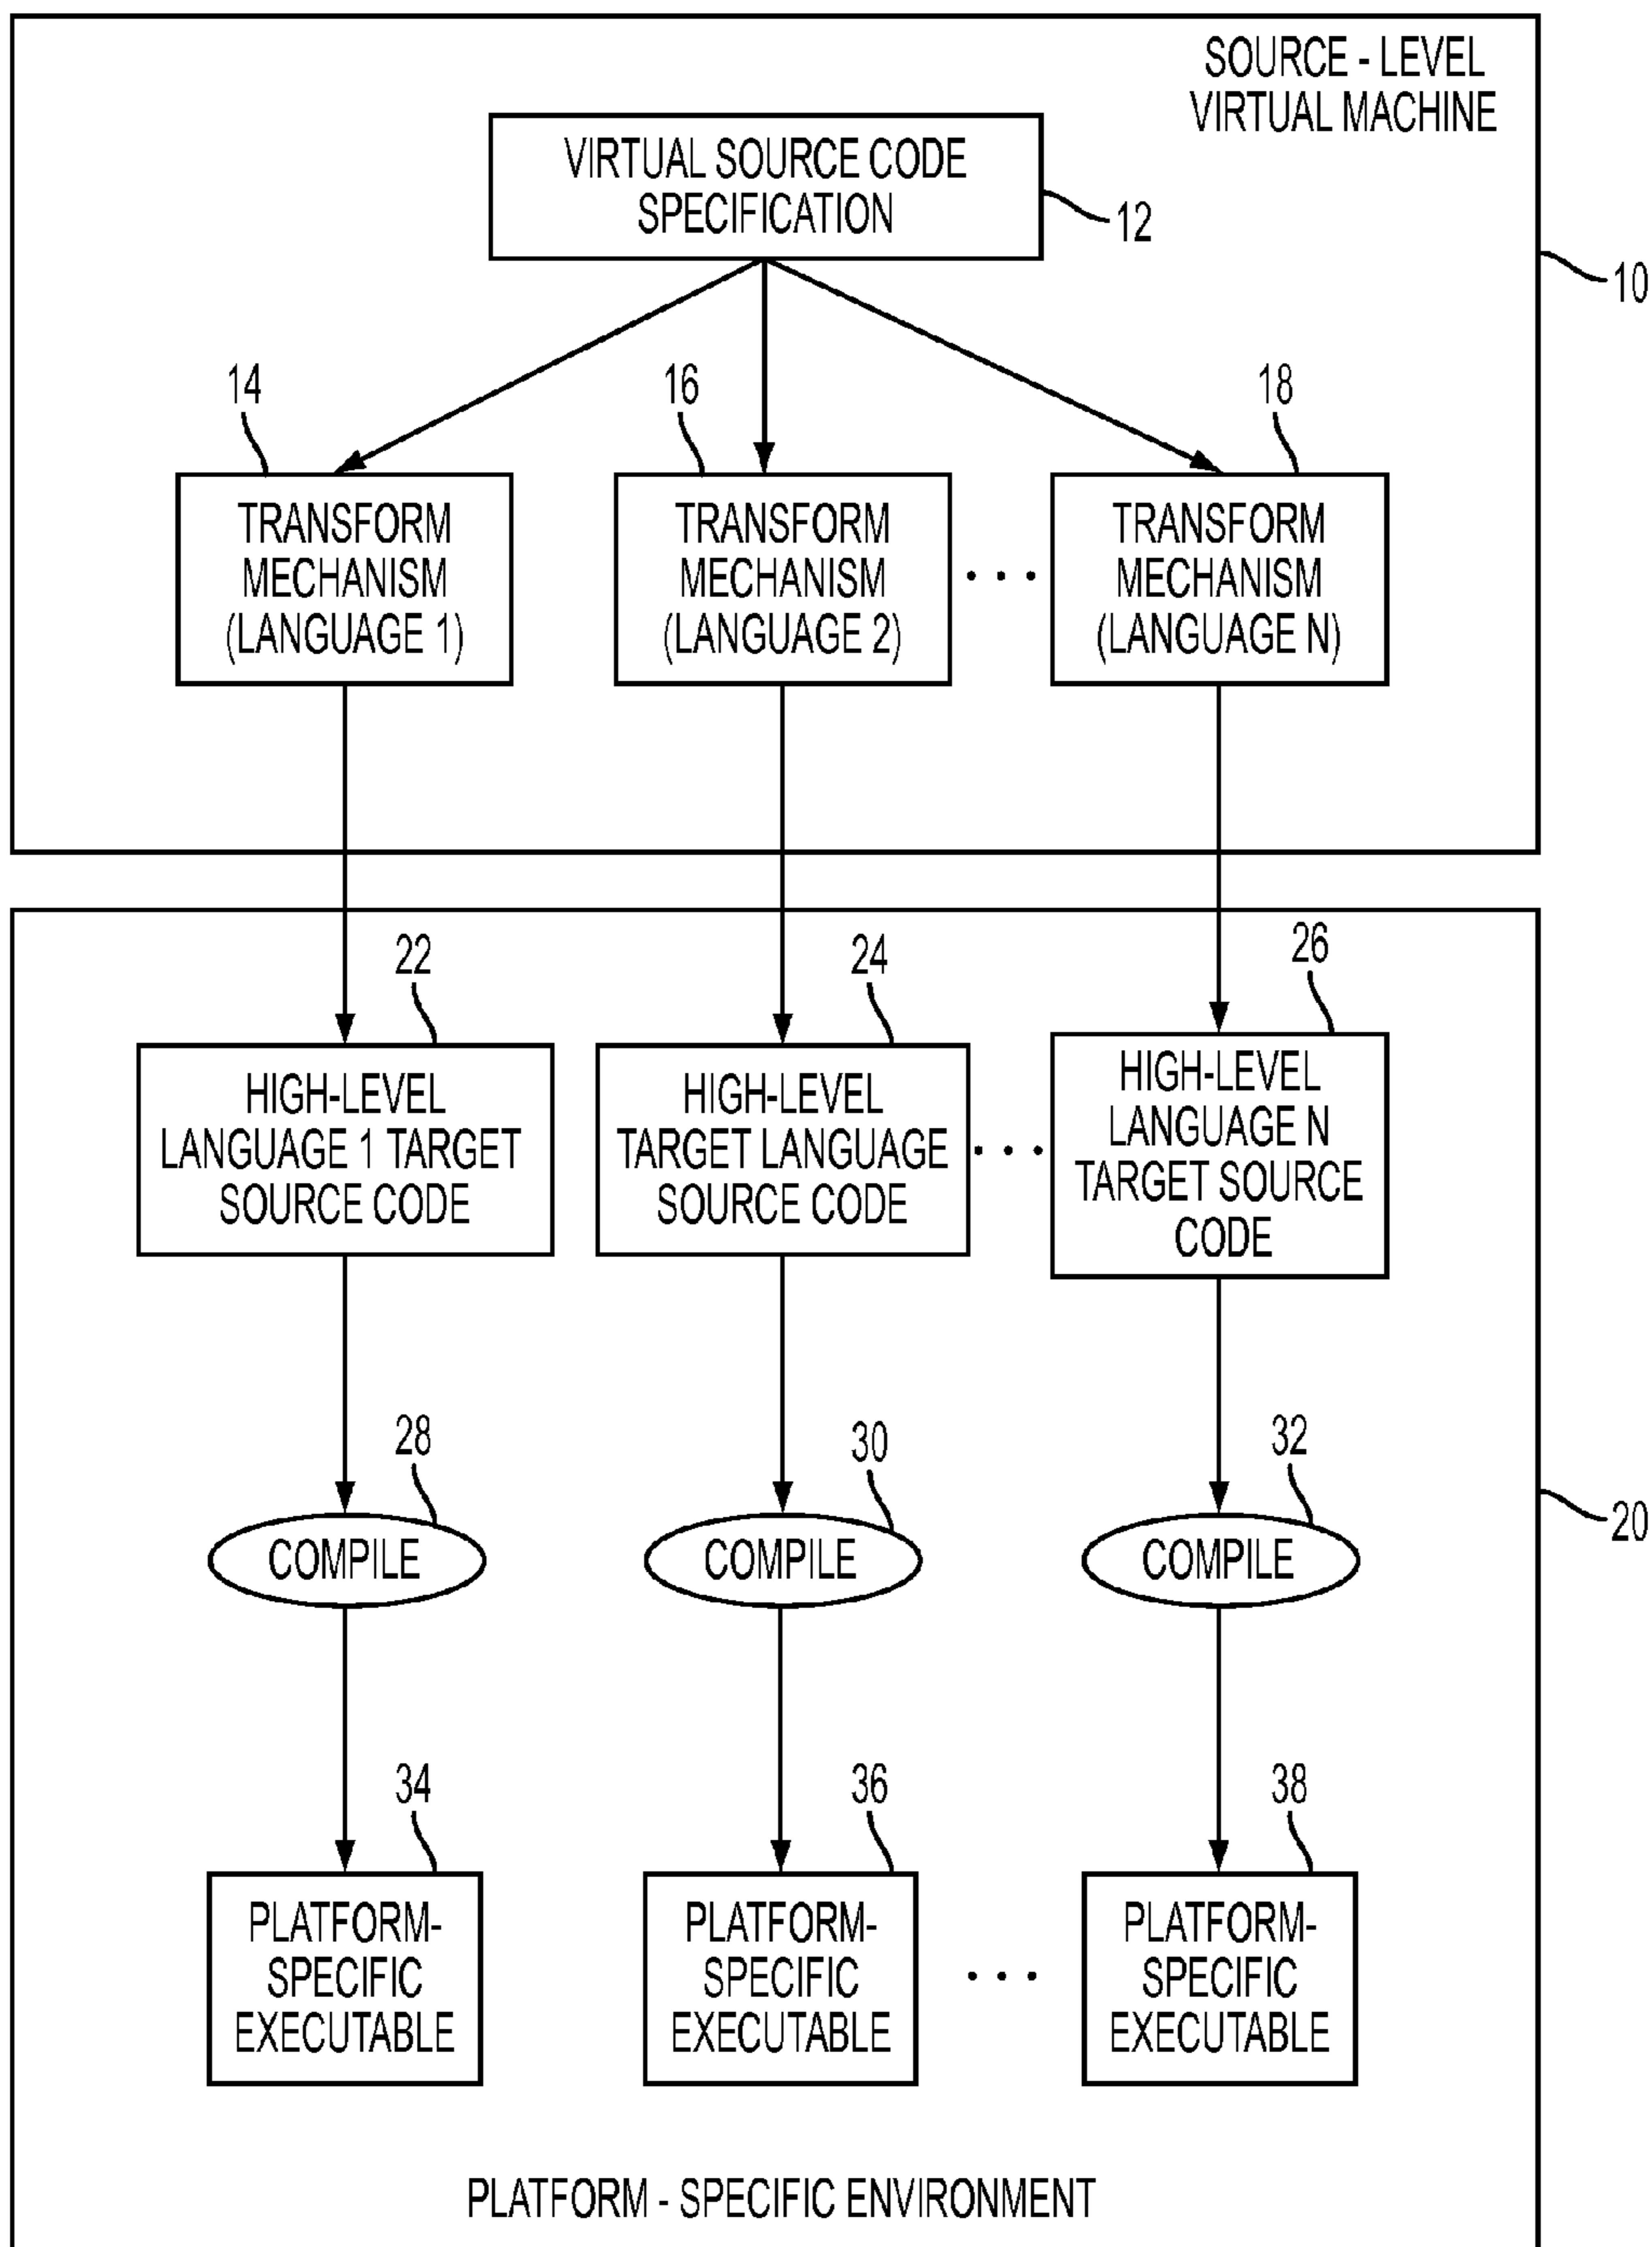 SOURCE - LEVEL
VIRTUAL MACHINE
VIRTUAL SOURCE CODE
SPECIFICATION
12
10
14
16
18
TRANSFORM
MECHANISM
(LANGUAGE 1)
TRANSFORM
MECHANISM
(LANGUAGE 2)
. . .
TRANSFORM
MECHANISM
(LANGUAGE N)
22
24
26
HIGH-LEVEL
LANGUAGE 1 TARGET
SOURCE CODE
HIGH-LEVEL
TARGET LANGUAGE
SOURCE CODE
. . .
HIGH-LEVEL
LANGUAGE N
TARGET SOURCE
CODE
28
30
32
20
COMPILE
COMPILE
COMPILE
34
36
38
PLATFORM-
SPECIFIC
EXECUTABLE
PLATFORM-
SPECIFIC
EXECUTABLE
. . .
PLATFORM-
SPECIFIC
EXECUTABLE
PLATFORM - SPECIFIC ENVIRONMENT